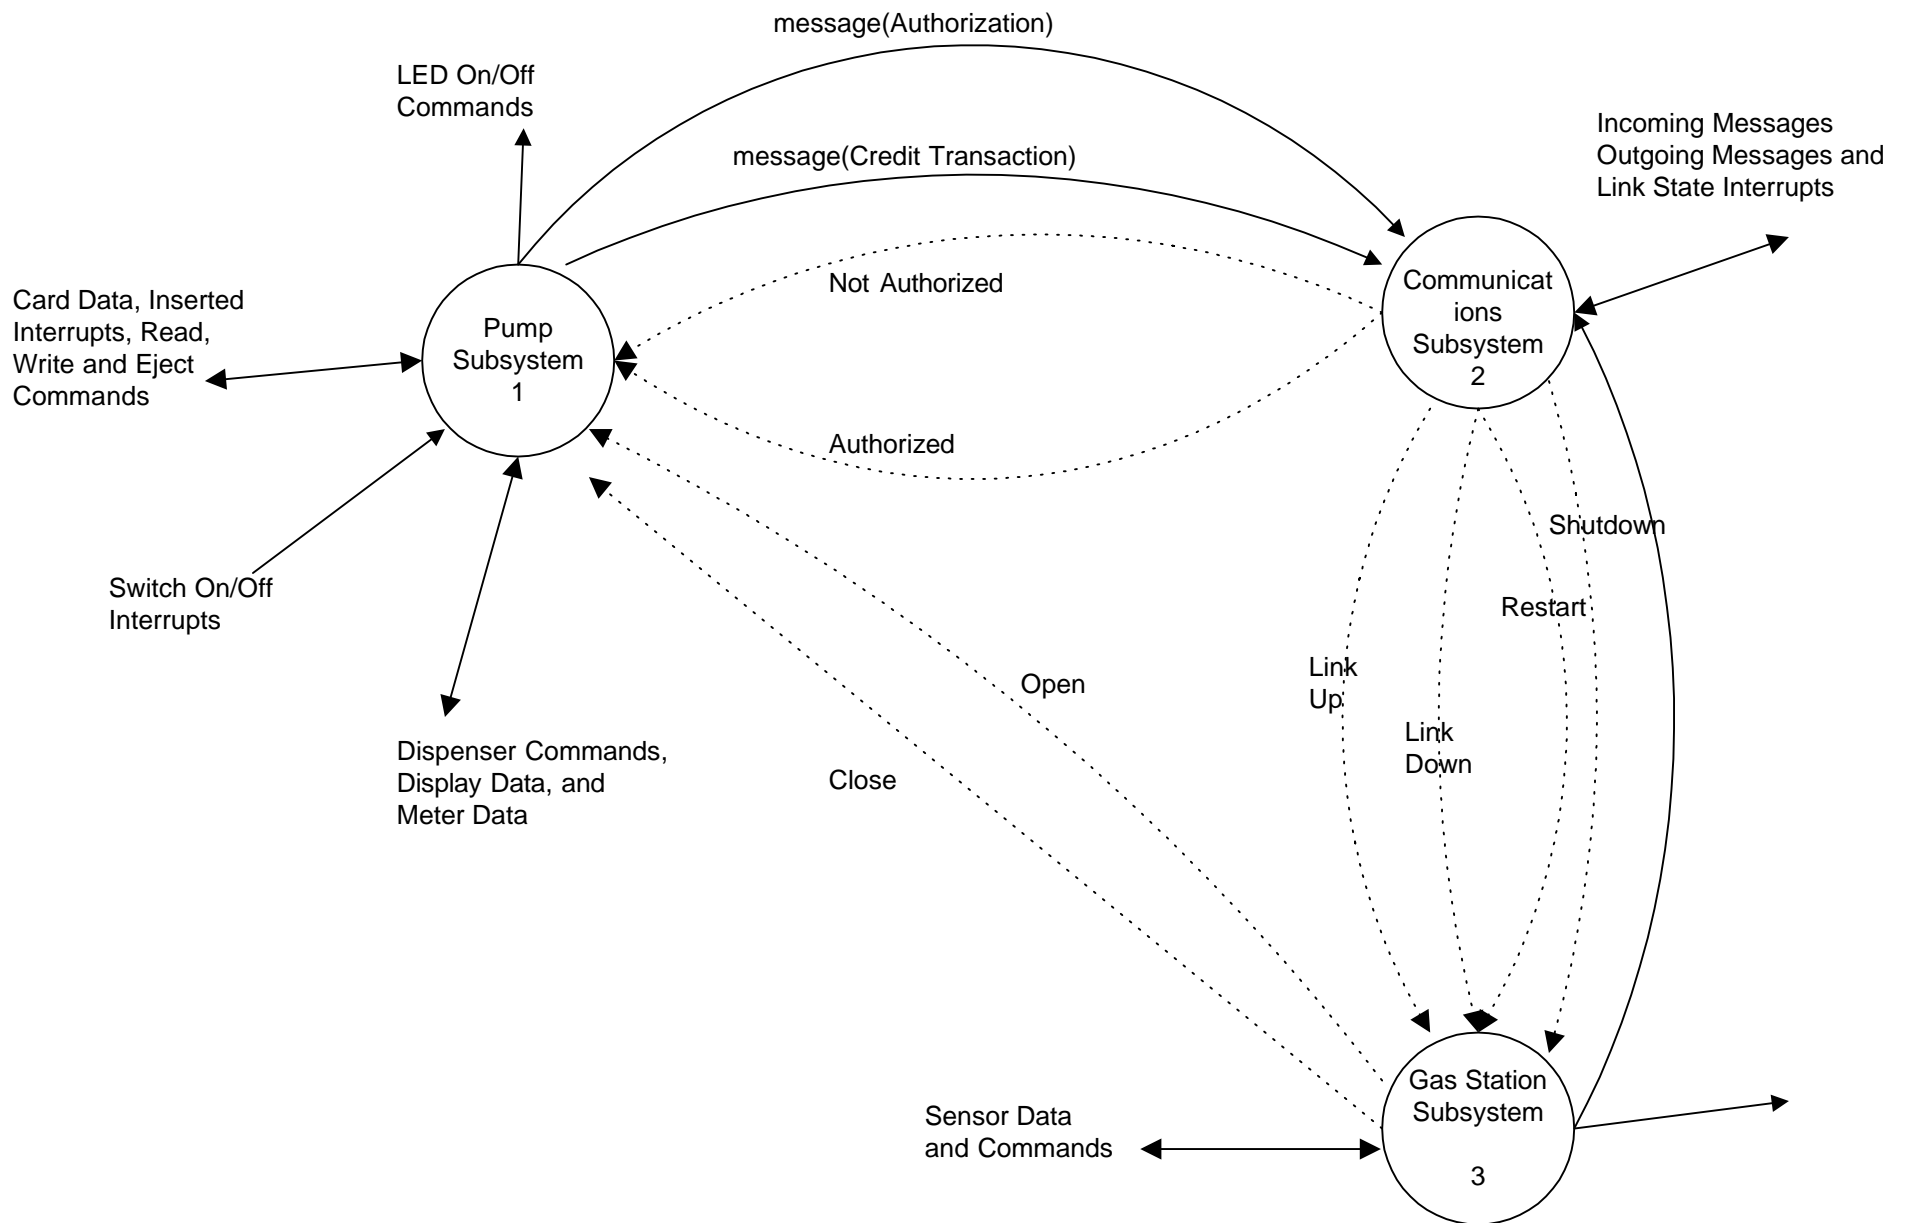 message(Authorization)
LED On/Off
Commands
Incoming Messages
Outgoing Messages and
Link State Interrupts
message(Credit Transaction)
Not Authorized
Communicat
ions
Subsystem
2
Card Data, Inserted
Interrupts, Read,
Write and Eject
Commands
Pump
Subsystem
1
Authorized
Shutdown
Switch On/Off
Interrupts
Restart
Link
Up
Open
Link
Down
Dispenser Commands,
Display Data, and
Meter Data
Close
Gas Station
Subsystem
3
Sensor Data
and Commands